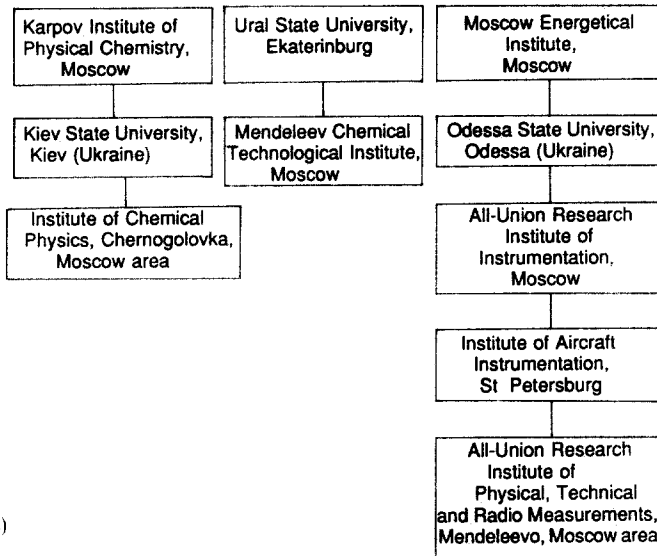 Karpov Institute of
Physical Chemistry,
Moscow
Kiev State University,
Kiev (Ukraine)
Institute of Chemical
Physics, Chernogolovka,
Moscow area
Ural State University,
Ekaterinburg
Mendeleev Chemical
Technological Institute,
Moscow
Moscow Energetical
Institute,
Moscow
Odessa State University,
Odessa (Ukraine)
All-Union Research
Institute of
Instrumentation,
Moscow
Institute of Aircraft
Instrumentation,
St Petersburg
All-Union Research
Institute of
Physical, Technical
and Radio Measurements,
Mendeleevo, Moscow area
)